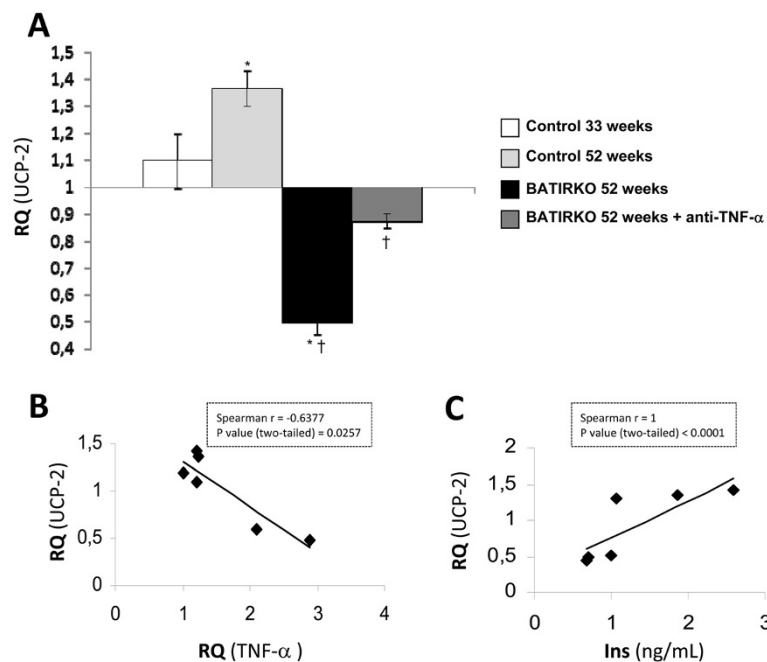 A
1,5
1,4
1,3
1,2
1,1
1
0,9
0,8
0,7
0,6
0,5
0,4
RQ (UCP-2)
*
* †
†
Control 33 weeks
Control 52 weeks
BATIRKO 52 weeks
BATIRKO 52 weeks + anti-TNF-α
B
Spearman r = -0.6377
P value (two-tailed) = 0.0257
1,5
1
0,5
0
RQ (UCP-2)
0 1 2 3 4
RQ (TNF-α )
C
Spearman r = 1
P value (two-tailed) < 0.0001
2
1,5
1
0,5
0
RQ (UCP-2)
0 1 2 3
Ins (ng/mL)